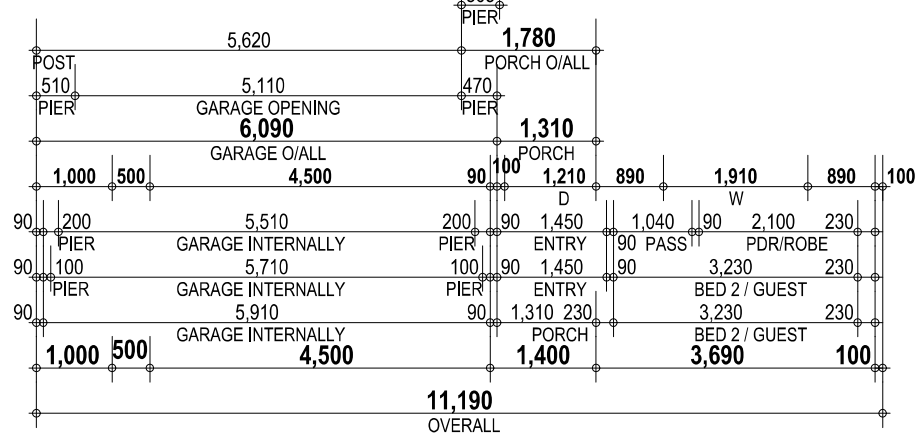 PIER
5,620 1,780
POST PORCH O/ALL
510 5,110 470
PIER GARAGE OPENING PIER
6,090 1,310
GARAGE O/ALL PORCH
1,000 500 4,500 90 100 1,210 890 1,910 890 100
D W
90 200 5,510 200 90 1,450 1,040 90 2,100 230
PIER GARAGE INTERNALLY PIER ENTRY 90 PASS PDR/ROBE
90 100 5,710 100 90 1,450 90 3,230 230
PIER GARAGE INTERNALLY PIER ENTRY BED 2 / GUEST
90 5,910 90 1,310 230 3,230 230
GARAGE INTERNALLY PORCH BED 2 / GUEST
1,000 500 4,500 1,400 3,690 100
11,190
OVERALL